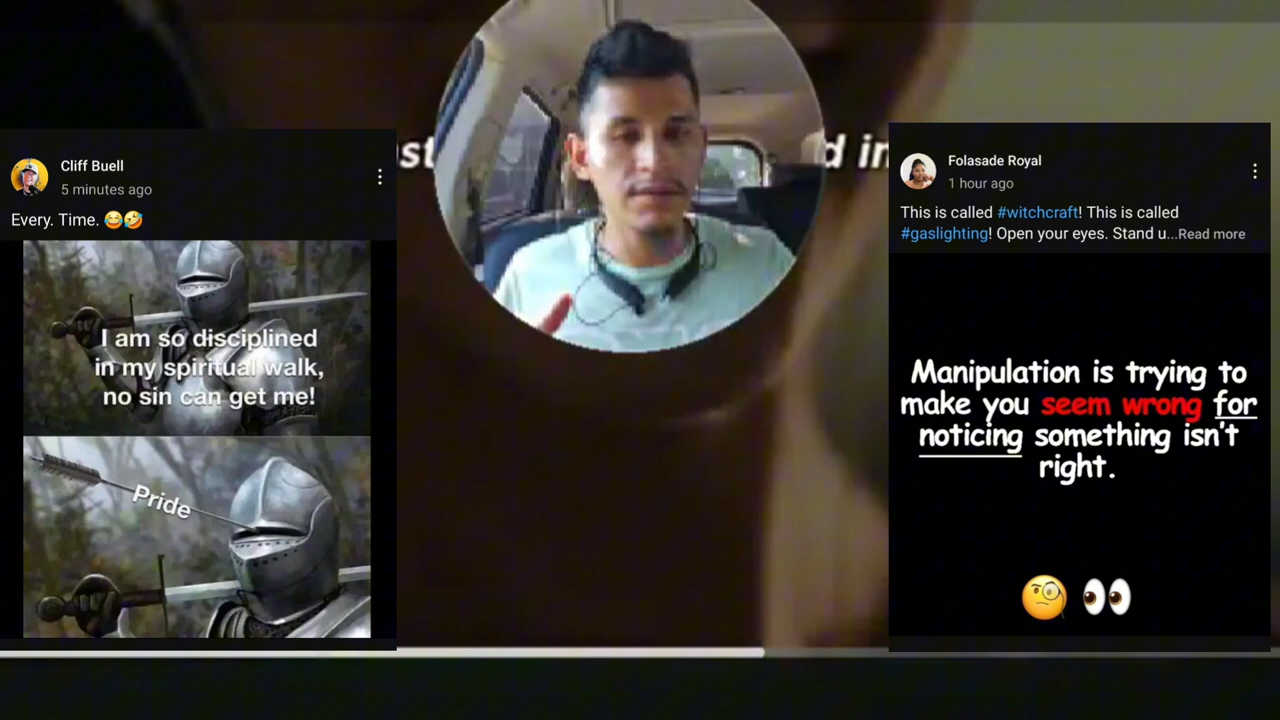 Cliff Buell
5 minutes ago
Every. Time. 😂🤣
I am so disciplined
in my spiritual walk,
no sin can get me!
Pride
Folasade Royal
1 hour ago
This is called #witchcraft! This is called
#gaslighting! Open your eyes. Stand u...Read more
Manipulation is trying to
make you seem wrong for
noticing something isn't
right.
🧐 👀